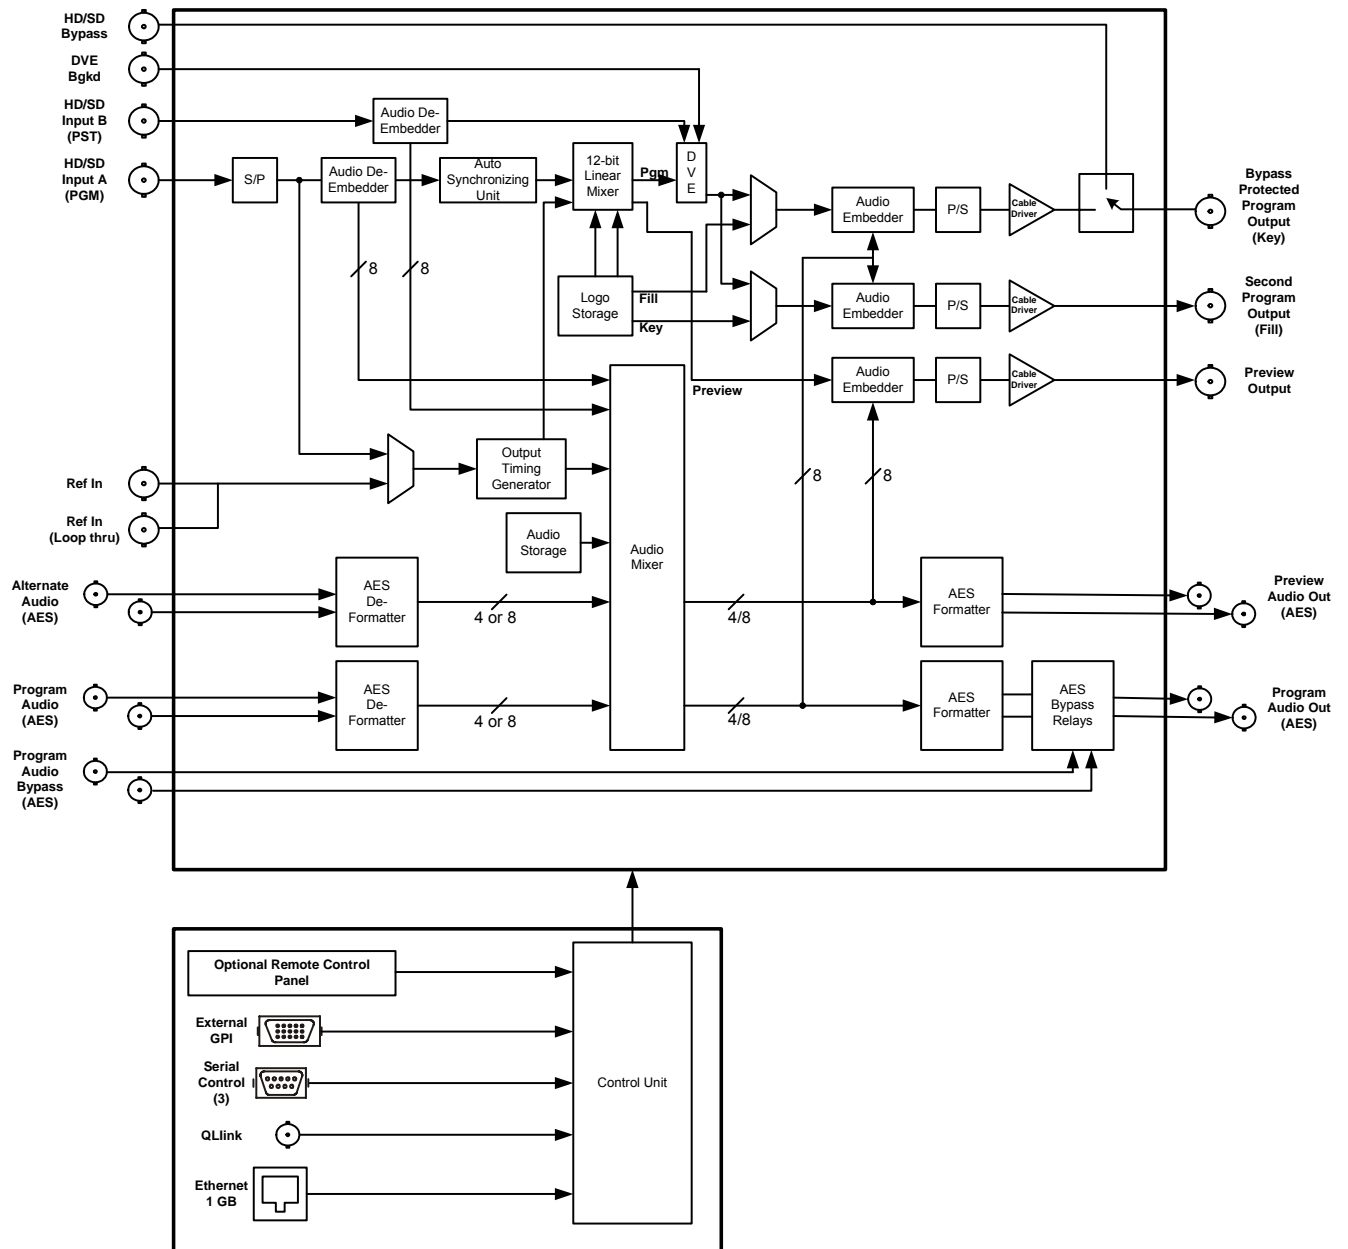 HD/SD
Bypass
DVE
Bgkd
HD/SD
Input B
(PST)
HD/SD
Input A
(PGM)
S/P
Audio De-
Embedder
Audio De-
Embedder
Auto
Synchronizing
Unit
12-bit
Linear
Mixer
Pgm
D
V
E
Logo
Storage
Fill
Key
8
8
Audio
Embedder
P/S
Cable
Driver
Bypass
Protected
Program
Output
(Key)
Audio
Embedder
P/S
Cable
Driver
Second
Program
Output
(Fill)
Audio
Embedder
P/S
Cable
Driver
Preview
Output
Preview
Ref In
Ref In
(Loop thru)
Output
Timing
Generator
Audio
Storage
Audio
Mixer
8
8
Alternate
Audio
(AES)
AES
De-
Formatter
4 or 8
4/8
AES
Formatter
Preview
Audio Out
(AES)
Program
Audio
(AES)
AES
De-
Formatter
4 or 8
4/8
AES
Formatter
AES
Bypass
Relays
Program
Audio Out
(AES)
Program
Audio
Bypass
(AES)
Optional Remote Control
Panel
External
GPI
Serial
Control
(3)
QLlink
Ethernet
1 GB
Control Unit